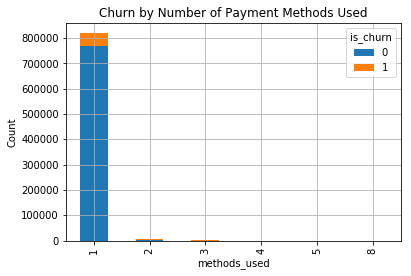 Churn by Number of Payment Methods Used
is_churn
0
1
800000
700000
600000
500000
400000
300000
200000
100000
0
Count
1 2 3 4 5 8
methods_used